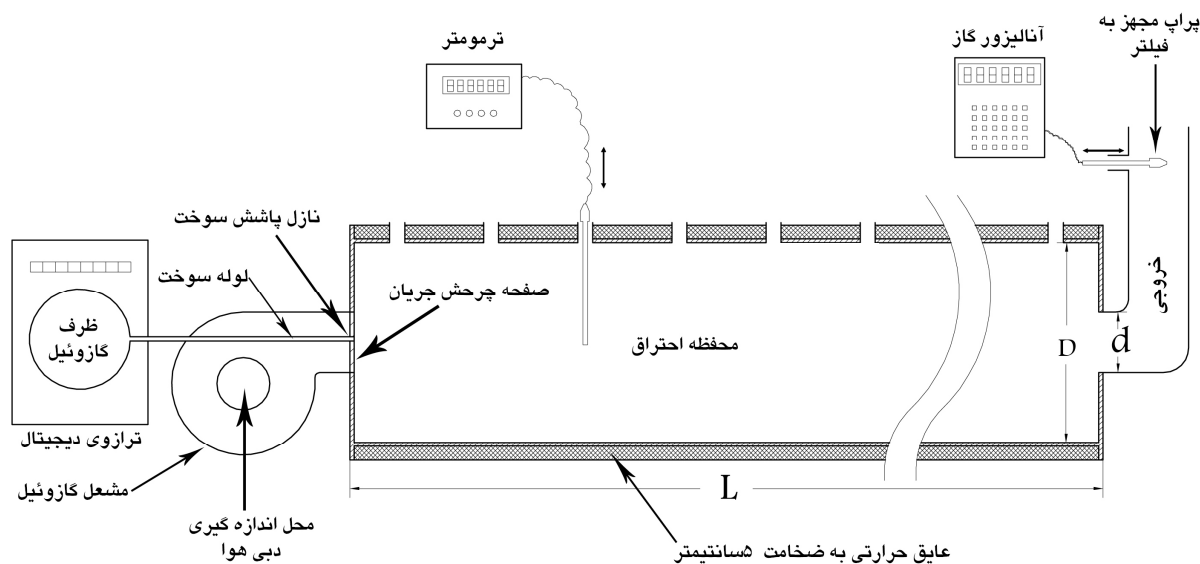 پراپ مجهز به
فیلتر
آنالیزور گاز
ترمومتر
نازل پاشش سوخت
لوله سوخت
صفحه چرحش جریان
خروجی
ظرف
گازوئیل
محفظه احتراق
D
d
ترازوی دیجیتال
مشعل گازوئیل
L
محل اندازه گیری
دبی هوا
عایق حرارتی به ضخامت ۵سانتیمتر